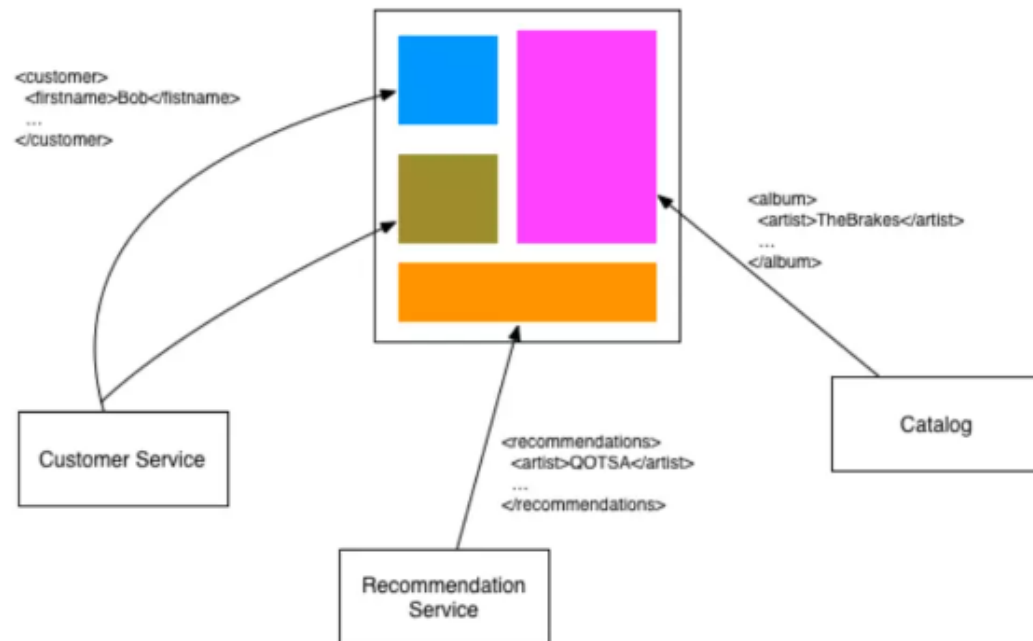 <customer>
<firstname>Bob</fistname>
...
</customer>
<album>
<artist>TheBrakes</artist>
...
</album>
Customer Service
<recommendations>
<artist>QOTSA</artist>
...
</recommendations>
Catalog
Recommendation
Service